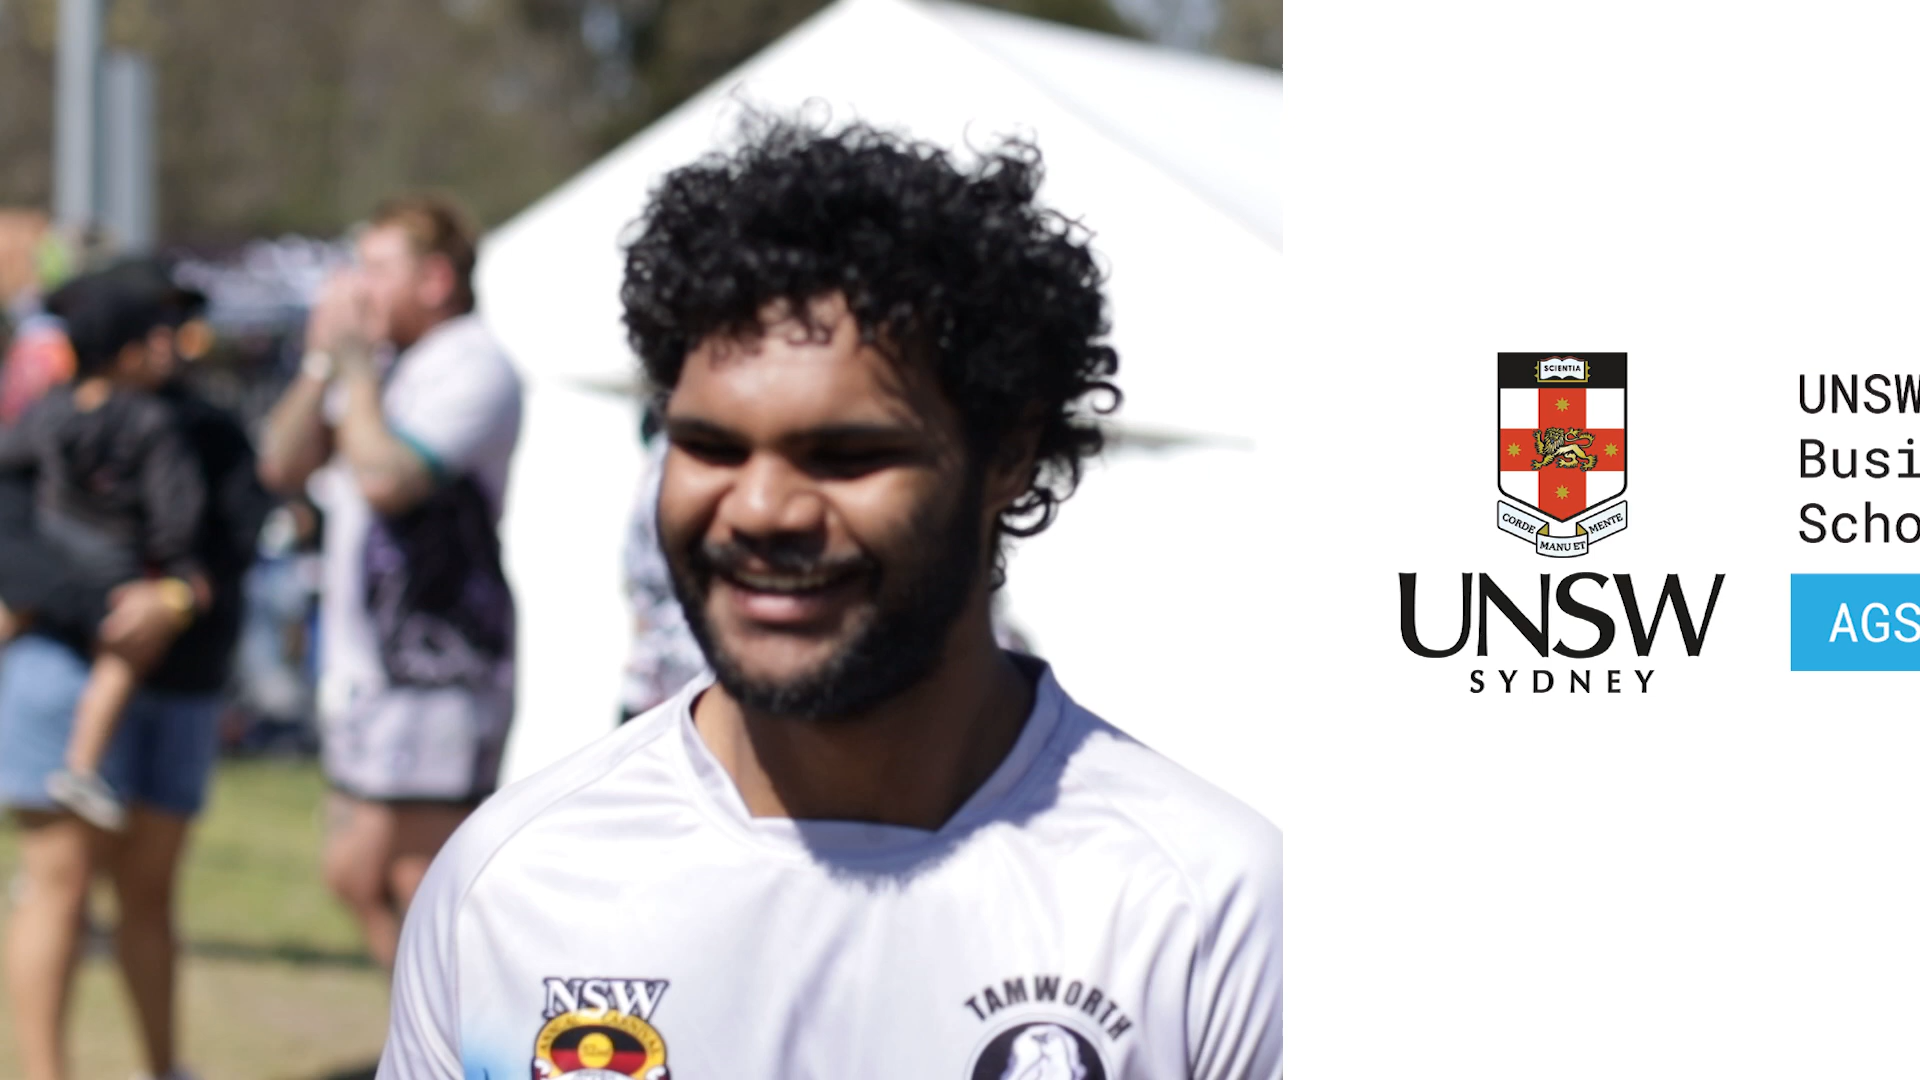 NSW
TAMWORTH
SCIENTIA
CORDE
MANU ET
MENTE
UNSW
SYDNEY
UNSW
Busi
Scho
AGS